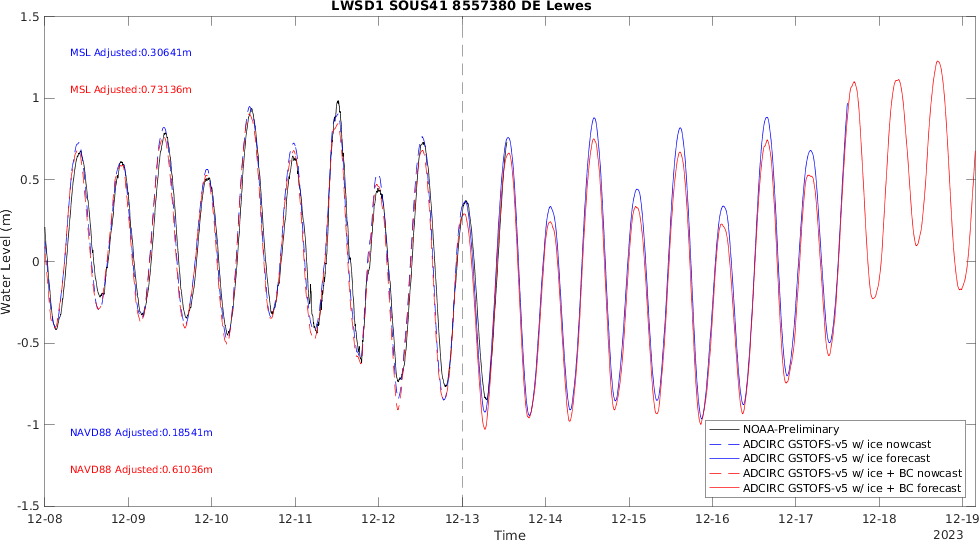 LWSD1 SOUS41 8557380 DE Lewes
1.5
1
0.5
0
-0.5
-1
-1.5
Water Level (m)
MSL Adjusted:0.30641m
MSL Adjusted:0.73136m
NAVD88 Adjusted:0.18541m
NAVD88 Adjusted:0.61036m
NOAA-Preliminary
ADCIRC GSTOFS-v5 w/ ice nowcast
ADCIRC GSTOFS-v5 w/ ice forecast
ADCIRC GSTOFS-v5 w/ ice + BC nowcast
ADCIRC GSTOFS-v5 w/ ice + BC forecast
12-08 12-09 12-10 12-11 12-12 12-13 12-14 12-15 12-16 12-17 12-18 12-19
Time
2023